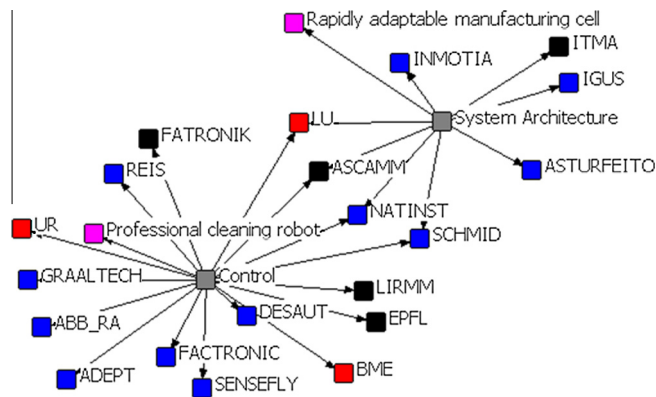 Rapidly adaptable manufacturing cell
ITMA
INMOTIA
IGUS
LU
System Architecture
FATRONIK
ASCAMM
REIS
ASTURFEITO
NATINST
UR
Professional cleaning robot
SCHMID
GRAALTECH
Control
LIRMM
DESAUT
EPFL
ABB_RA
FACTRONIC
BME
ADEPT
SENSEFLY